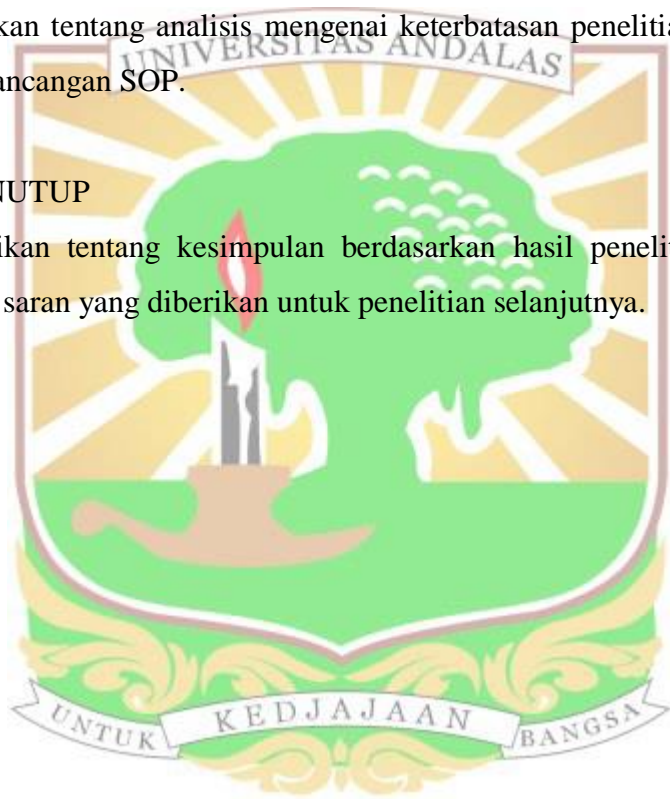 kan tentang analisis mengenai keterbatasan penelitia
UNIVERSITAS ANDALAS
ancangan SOP.
NUTUP
ikan tentang kesimpulan berdasarkan hasil penelit
saran yang diberikan untuk penelitian selanjutnya.
UNTUK KEDJAJAAN BANGSA